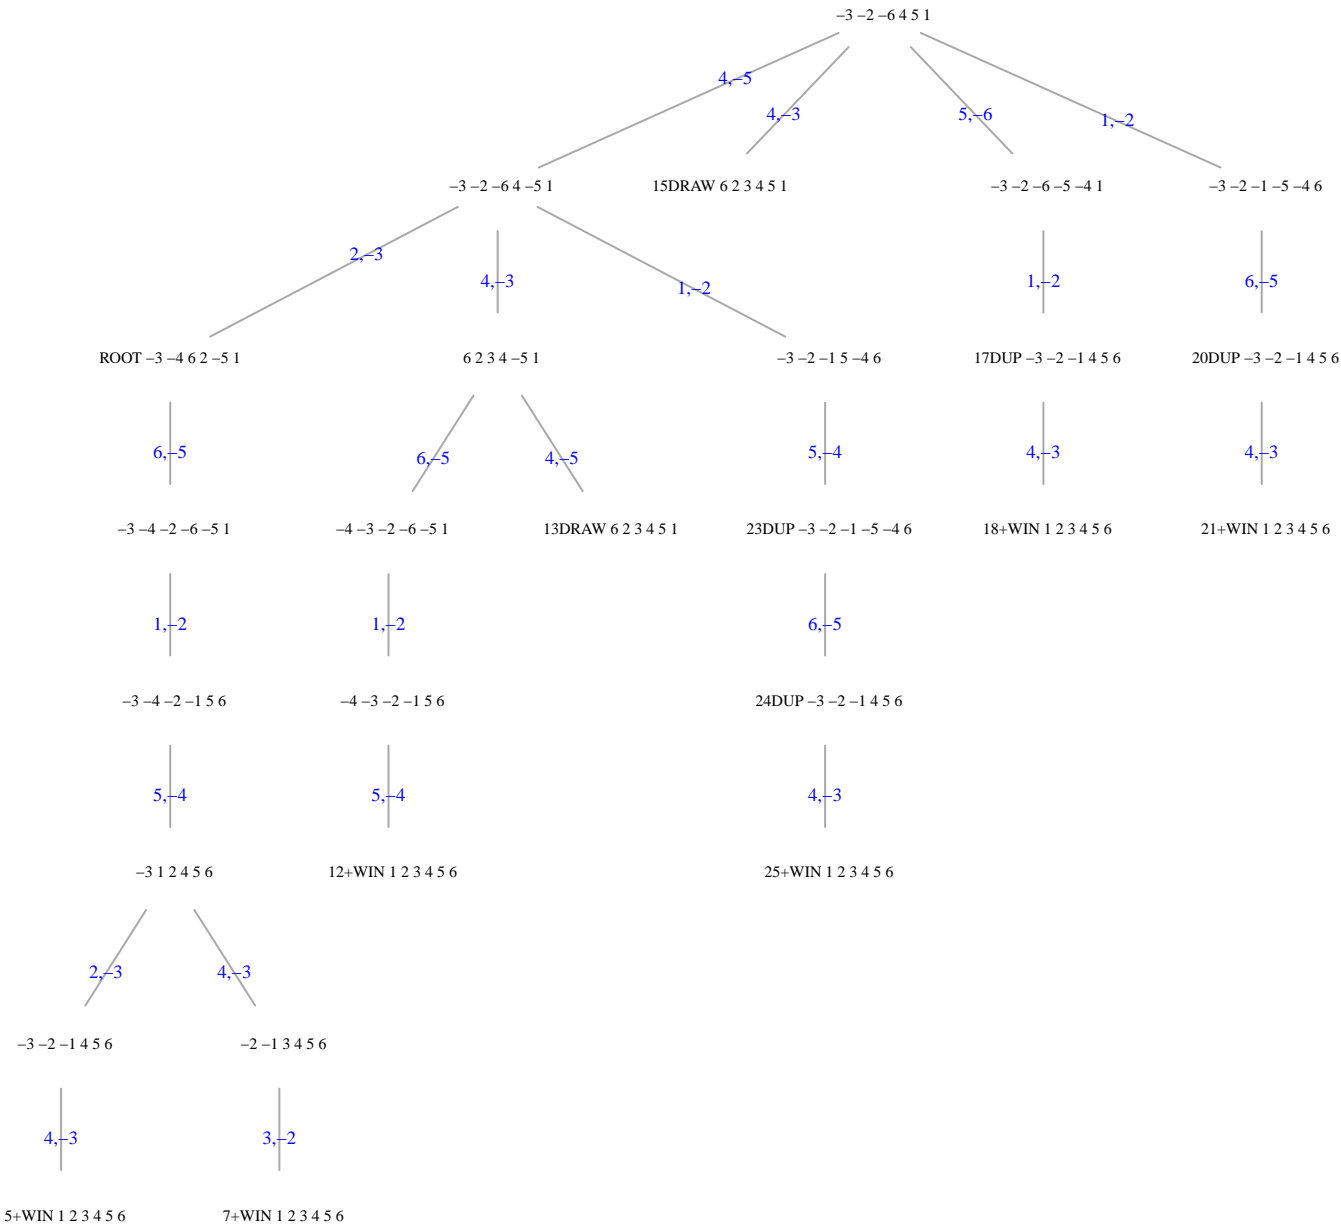 −3 −2 −6 4 5 1
4,−5
4,−3
5,−6
1,−2
−3 −2 −6 4 −5 1
15DRAW 6 2 3 4 5 1
−3 −2 −6 −5 −4 1
−3 −2 −1 −5 −4 6
2,−3
4,−3
1,−2
1,−2
6,−5
ROOT −3 −4 6 2 −5 1
6 2 3 4 −5 1
−3 −2 −1 5 −4 6
17DUP −3 −2 −1 4 5 6
20DUP −3 −2 −1 4 5 6
6,−5
6,−5
4,−5
5,−4
4,−3
4,−3
−3 −4 −2 −6 −5 1
−4 −3 −2 −6 −5 1
13DRAW 6 2 3 4 5 1
23DUP −3 −2 −1 −5 −4 6
18+WIN 1 2 3 4 5 6
21+WIN 1 2 3 4 5 6
1,−2
1,−2
6,−5
−3 −4 −2 −1 5 6
−4 −3 −2 −1 5 6
24DUP −3 −2 −1 4 5 6
5,−4
5,−4
4,−3
−3 1 2 4 5 6
12+WIN 1 2 3 4 5 6
25+WIN 1 2 3 4 5 6
2,−3
4,−3
−3 −2 −1 4 5 6
−2 −1 3 4 5 6
4,−3
3,−2
5+WIN 1 2 3 4 5 6
7+WIN 1 2 3 4 5 6